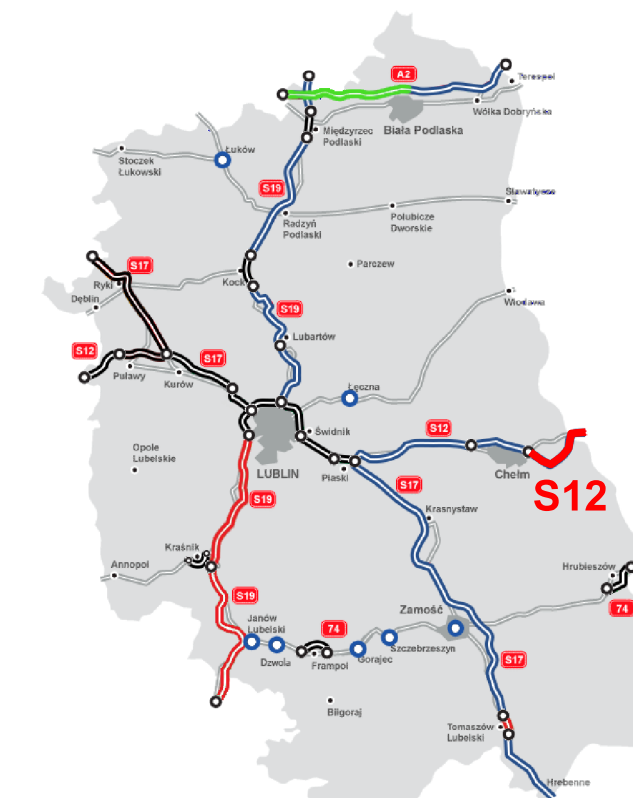 A2
Terespol
Wólka Dobryńska
Biała Podlaska
Międzyrzec
Podlaski
Łuków
Stoczek
Łukowski
S19
Sławatycze
Połubicze
Dworskie
Radzyń
Podlaski
S17
Parczew
Ryki
Kock
Dęblin
S19
Włodawa
Lubartów
S12
S17
Puławy
Kurów
Łęczna
S12
Świdnik
Opole
Lubelskie
LUBLIN
Piaski
Chełm
S17
S19
S12
Krasnystaw
Kraśnik
Annopol
Hrubieszów
S19
Zamość
74
Janów
Lubelski
74
Szczebrzeszyn
Dzwola
Frampol
Gorajec
S17
Biłgoraj
Tomaszów
Lubelski
Hrebenne